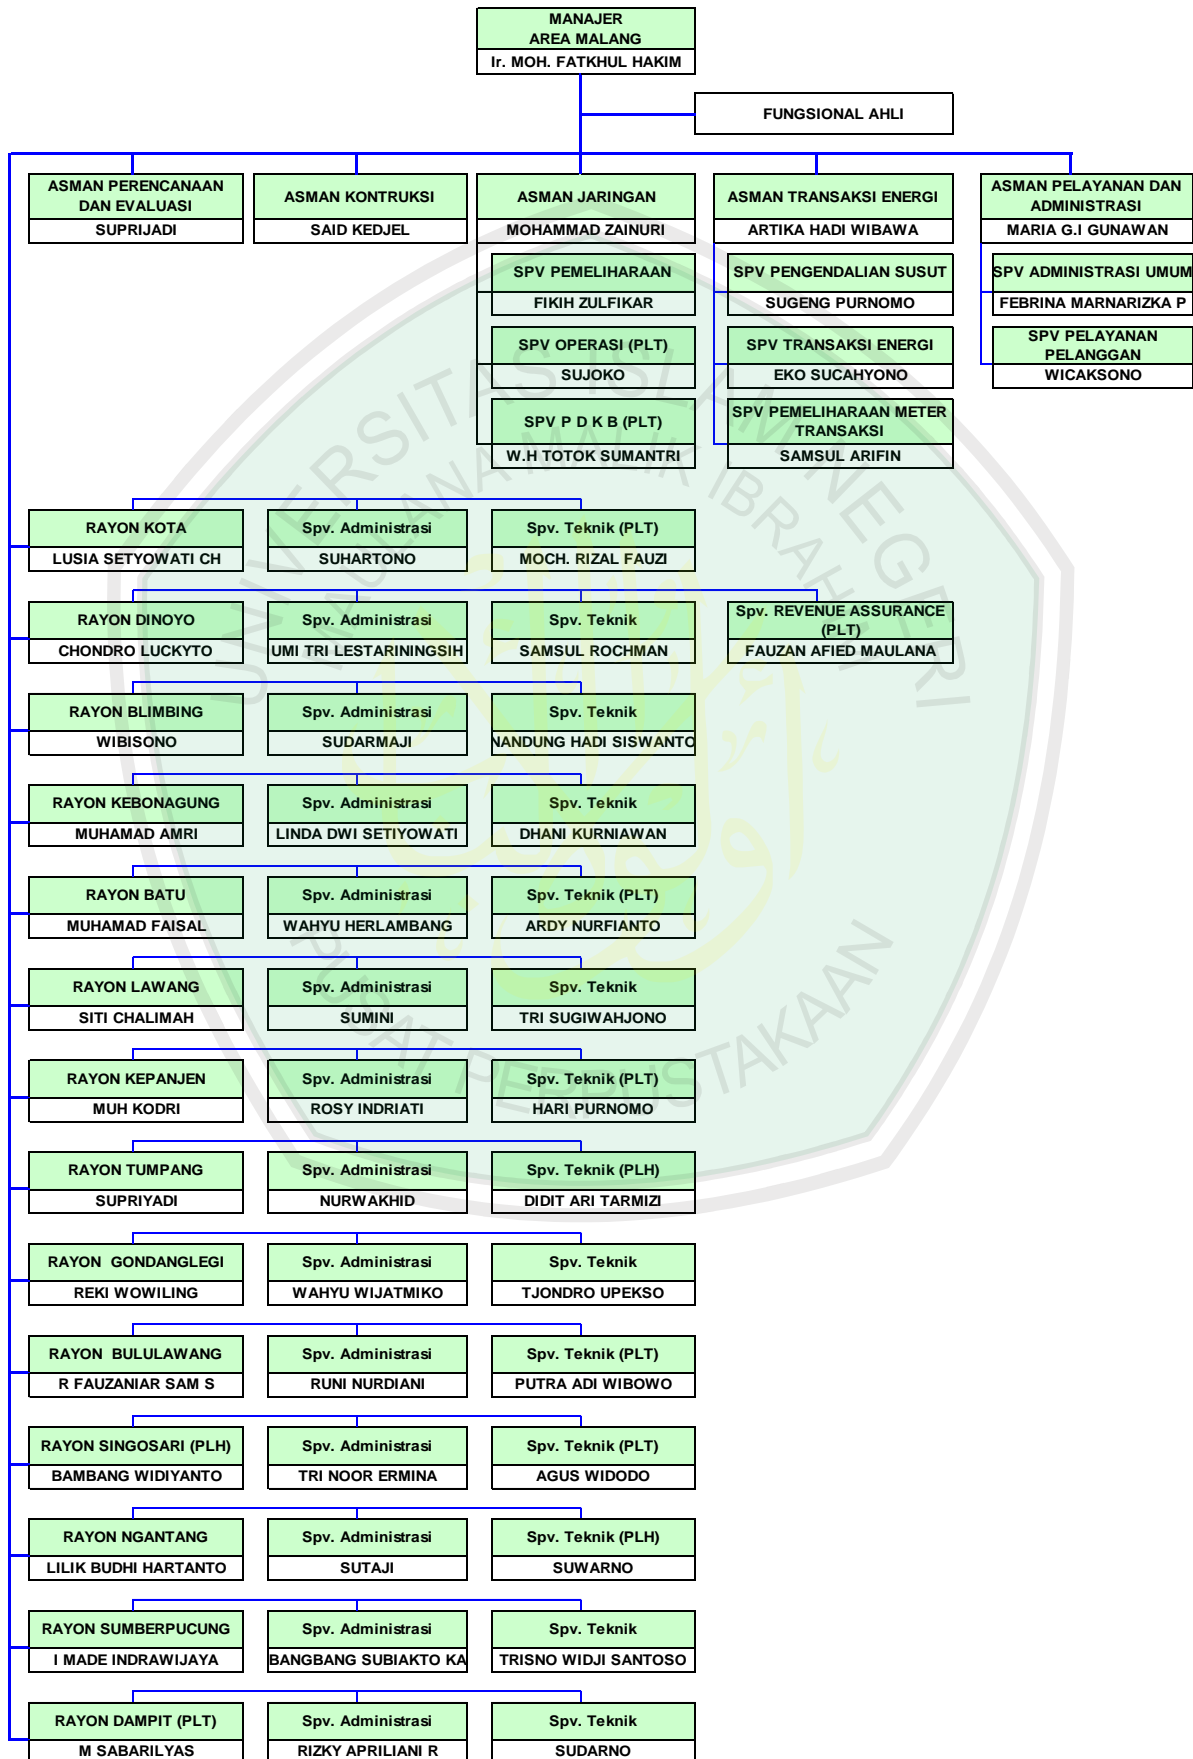 MANAJER
AREA MALANG
Ir. MOH. FATKHUL HAKIM
FUNGSIONAL AHLI
ASMAN PERENCANAAN
DAN EVALUASI
SUPRIJADI
ASMAN KONTRUKSI
SAID KEDJEL
ASMAN JARINGAN
MOHAMMAD ZAINURI
ASMAN TRANSAKSI ENERGI
ARTIKA HADI WIBAWA
ASMAN PELAYANAN DAN
ADMINISTRASI
MARIA G.I GUNAWAN
SPV PEMELIHARAAN
FIKIH ZULFIKAR
SPV OPERASI (PLT)
SUJOKO
SPV P D K B (PLT)
W.H TOTOK SUMANTRI
SPV PENGENDALIAN SUSUT
SUGENG PURNOMO
SPV TRANSAKSI ENERGI
EKO SUCAHYONO
SPV PEMELIHARAAN METER
TRANSAKSI
SAMSUL ARIFIN
SPV ADMINISTRASI UMUM
FEBRINA MARNARIZKA P
SPV PELAYANAN
PELANGGAN
WICAKSONO
RAYON KOTA
LUSIA SETYOWATI CH
Spv. Administrasi
SUHARTONO
Spv. Teknik (PLT)
MOCH. RIZAL FAUZI
RAYON DINOYO
CHONDRO LUCKYTO
Spv. Administrasi
UMI TRI LESTARININGSIH
Spv. Teknik
SAMSUL ROCHMAN
Spv. REVENUE ASSURANCE
(PLT)
FAUZAN AFIED MAULANA
RAYON BLIMBING
WIBISONO
Spv. Administrasi
SUDARMAJI
Spv. Teknik
NANDUNG HADI SISWANTO
RAYON KEBONAGUNG
MUHAMAD AMRI
Spv. Administrasi
LINDA DWI SETIYOWATI
Spv. Teknik
DHANI KURNIAWAN
RAYON BATU
MUHAMAD FAISAL
Spv. Administrasi
WAHYU HERLAMBANG
Spv. Teknik (PLT)
ARDY NURFIANTO
RAYON LAWANG
SITI CHALIMAH
Spv. Administrasi
SUMINI
Spv. Teknik
TRI SUGIWAHJONO
RAYON KEPANJEN
MUH KODRI
Spv. Administrasi
ROSY INDRIATI
Spv. Teknik (PLT)
HARI PURNOMO
RAYON TUMPANG
SUPRIYADI
Spv. Administrasi
NURWAKHID
Spv. Teknik (PLH)
DIDIT ARI TARMIZI
RAYON GONDANGLEGI
REKI WOWILING
Spv. Administrasi
WAHYU WIJATMIKO
Spv. Teknik
TJONDRO UPEKSO
RAYON BULULAWANG
R FAUZANIAR SAM S
Spv. Administrasi
RUNI NURDIANI
Spv. Teknik (PLT)
PUTRA ADI WIBOWO
RAYON SINGOSARI (PLH)
BAMBANG WIDIYANTO
Spv. Administrasi
TRI NOOR ERMINA
Spv. Teknik (PLT)
AGUS WIDODO
RAYON NGANTANG
LILIK BUDHI HARTANTO
Spv. Administrasi
SUTAJI
Spv. Teknik (PLH)
SUWARNO
RAYON SUMBERPUCUNG
I MADE INDRAWIJAYA
Spv. Administrasi
BANGBANG SUBIAKTO KA
Spv. Teknik
TRISNO WIDJI SANTOSO
RAYON DAMPIT (PLT)
M SABARILYAS
Spv. Administrasi
RIZKY APRILIANI R
Spv. Teknik
SUDARNO
UNIVERSITAS ISLAM NEGERI
MAULANA MALIK IBRAHIM
PUSAT PERPUSTAKAAN